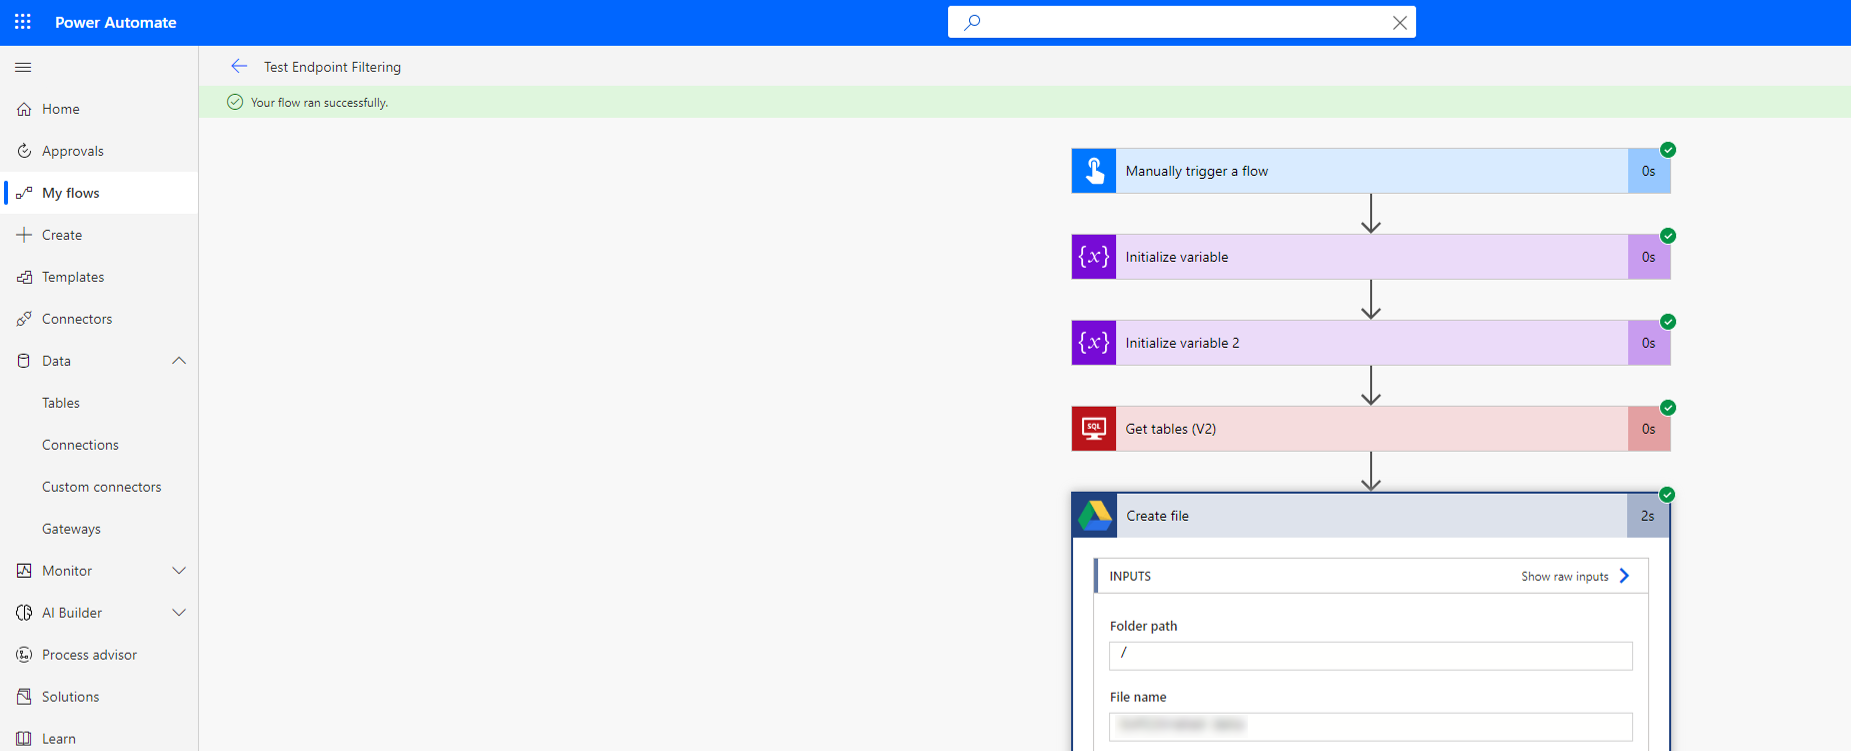 Power Automate
Test Endpoint Filtering
Your flow ran successfully.
Home
Approvals
My flows
Create
Templates
Connectors
Data
Tables
Connections
Custom connectors
Gateways
Monitor
AI Builder
Process advisor
Solutions
Learn
Manually trigger a flow 0s
{x} Initialize variable 0s
{x} Initialize variable 2 0s
SQL Get tables (V2) 0s
Create file 2s
INPUTS Show raw inputs
Folder path
/
File name